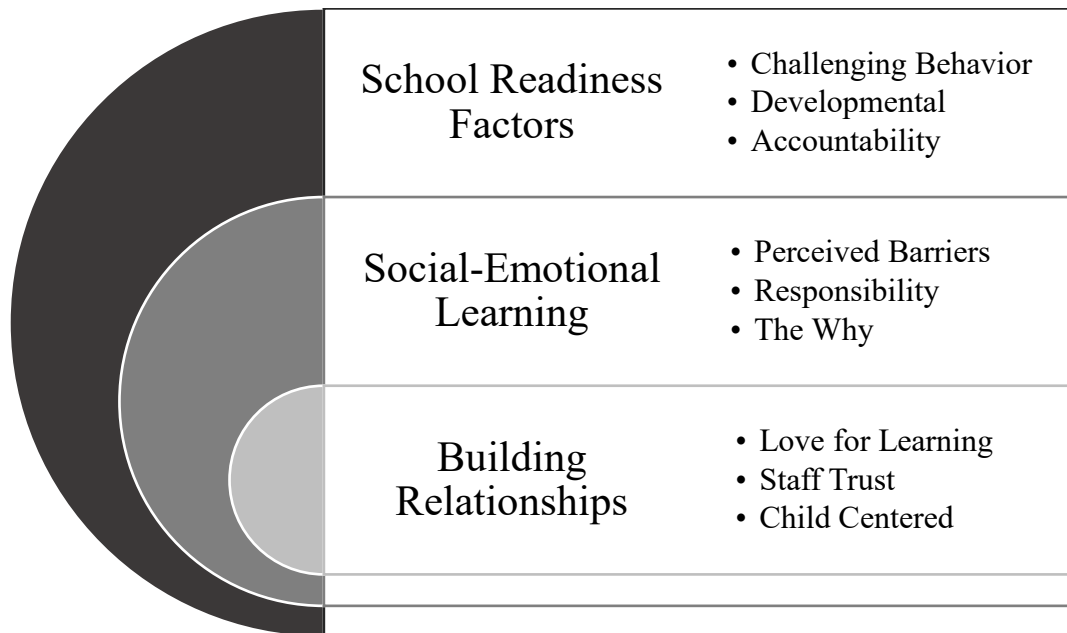 School Readiness
Factors
• Challenging Behavior
• Developmental
• Accountability
Social-Emotional
Learning
• Perceived Barriers
• Responsibility
• The Why
Building
Relationships
• Love for Learning
• Staff Trust
• Child Centered